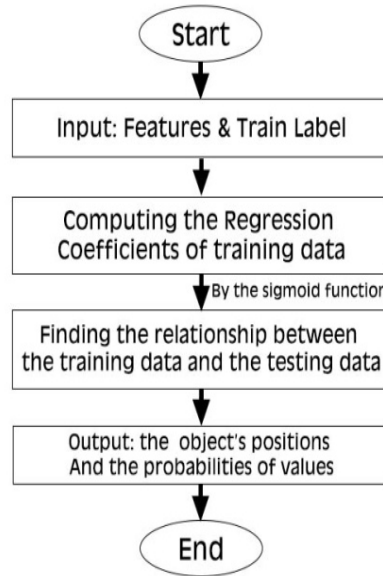 Start
Input: Features & Train Label
Computing the Regression
Coefficients of training data
By the sigmoid function
Finding the relationship between
the training data and the testing data
Output: the object's positions
And the probabilities of values
End